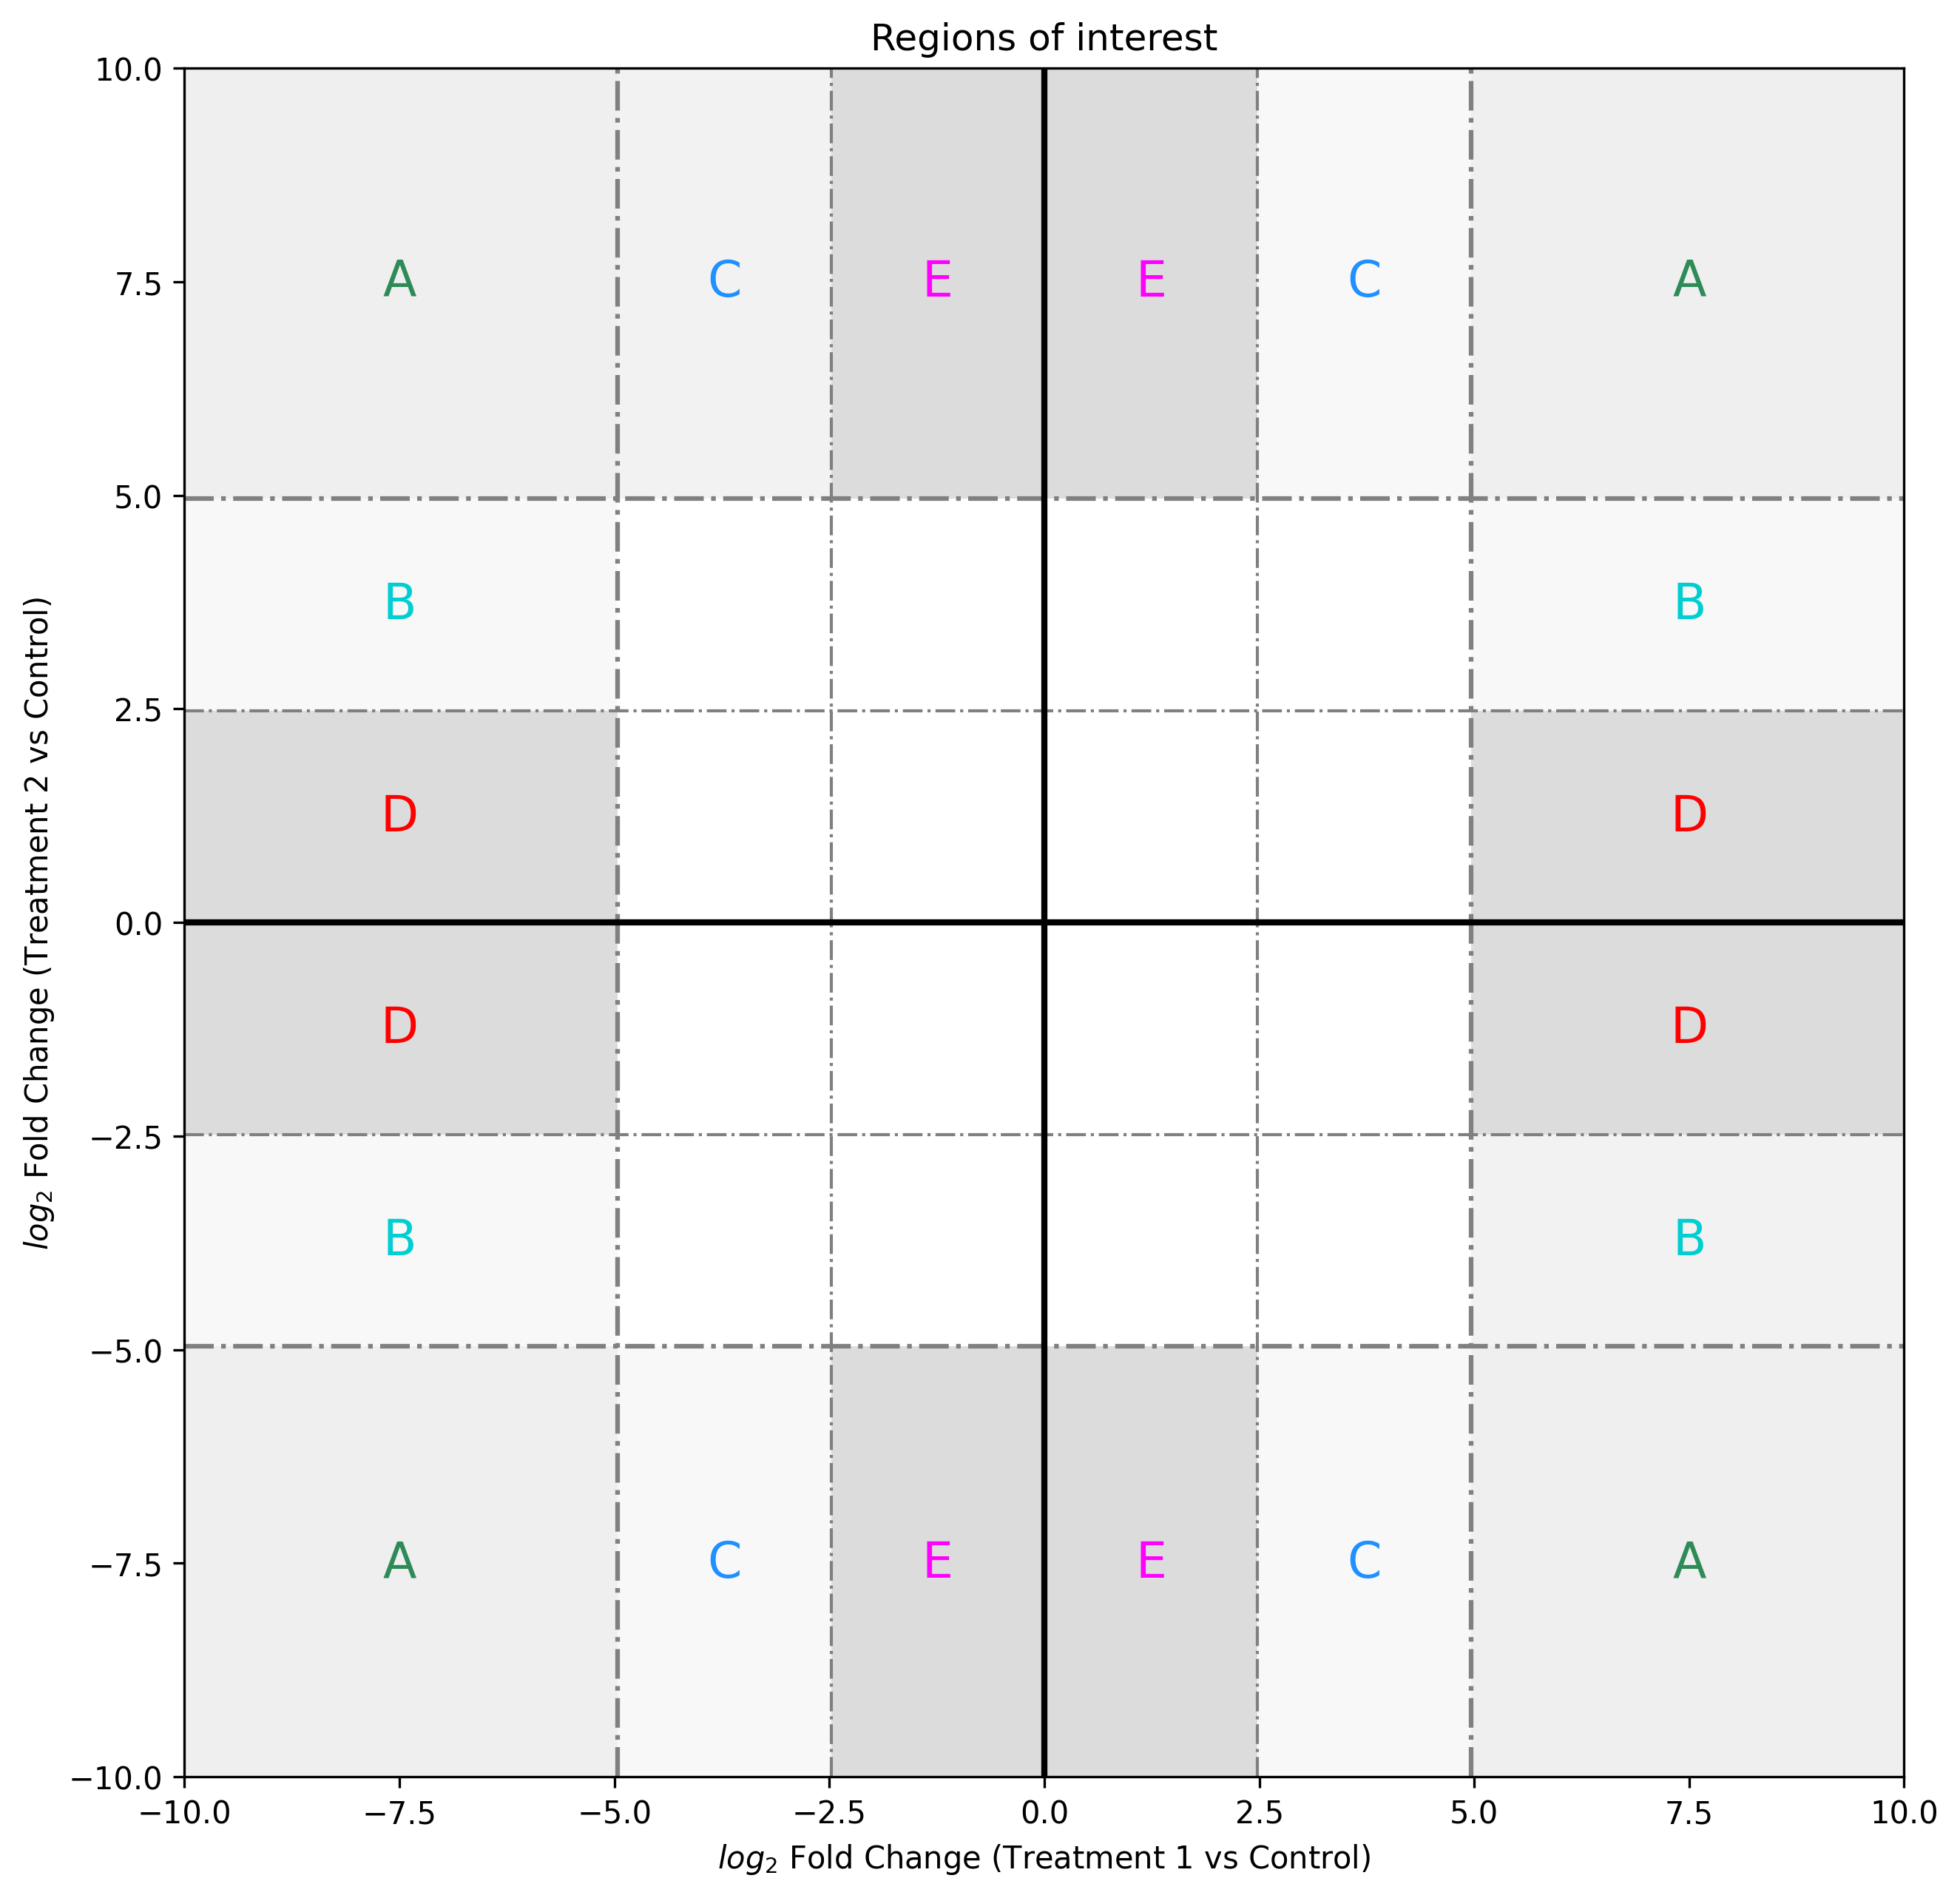 Regions of interest
10.0
A C E E C A
7.5
5.0
B B
2.5
D D
0.0
D D
−2.5
B B
−5.0
A C E E C A
−7.5
−10.0
−10.0 −7.5 −5.0 −2.5 0.0 2.5 5.0 7.5 10.0
log₂ Fold Change (Treatment 1 vs Control)
log₂ Fold Change (Treatment 2 vs Control)